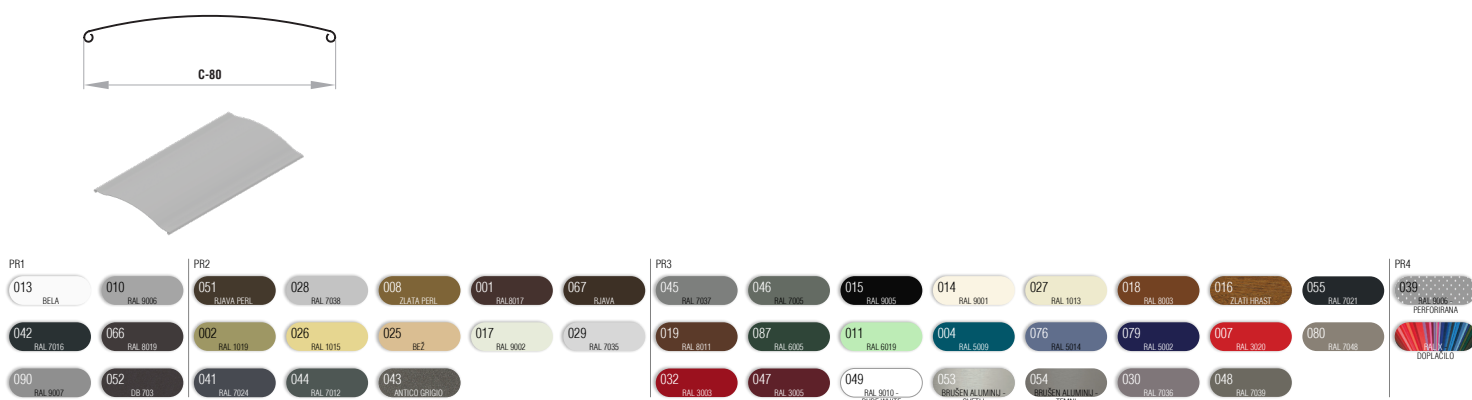 C-80
PR1
013
BELA
010
RAL 9006
042
RAL 7016
066
RAL 8019
090
RAL 9007
052
DB 703
PR2
051
RJAVA PERL
028
RAL 7038
008
ZLATA PERL
001
RAL8017
067
RJAVA
002
RAL 1019
026
RAL 1015
025
BEŽ
017
RAL 9002
029
RAL 7035
041
RAL 7024
044
RAL 7012
043
ANTICO GRIGIO
PR3
045
RAL 7037
046
RAL 7005
015
RAL 9005
014
RAL 9001
027
RAL 1013
018
RAL 8003
016
ZLATI HRAST
055
RAL 7021
019
RAL 8011
087
RAL 6005
011
RAL 6019
004
RAL 5009
076
RAL 5014
079
RAL 5002
007
RAL 3020
080
RAL 7048
032
RAL 3003
047
RAL 3005
049
RAL 9010 -
053
BRUŠEN ALUMINIJ -
054
BRUŠEN ALUMINIJ -
030
RAL 7036
048
RAL 7039
PR4
039
RAL 9006
PERFORIRANA
RAL X -
DOPLAČILO